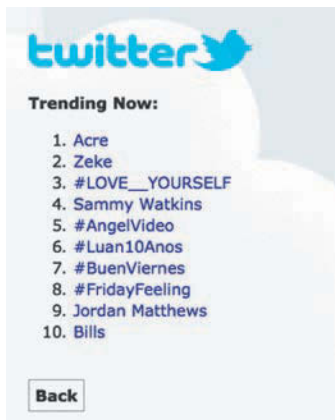 twitter
Trending Now:
1. Acre
2. Zeke
3. #LOVE__YOURSELF
4. Sammy Watkins
5. #AngelVideo
6. #Luan10Anos
7. #BuenViernes
8. #FridayFeeling
9. Jordan Matthews
10. Bills
Back